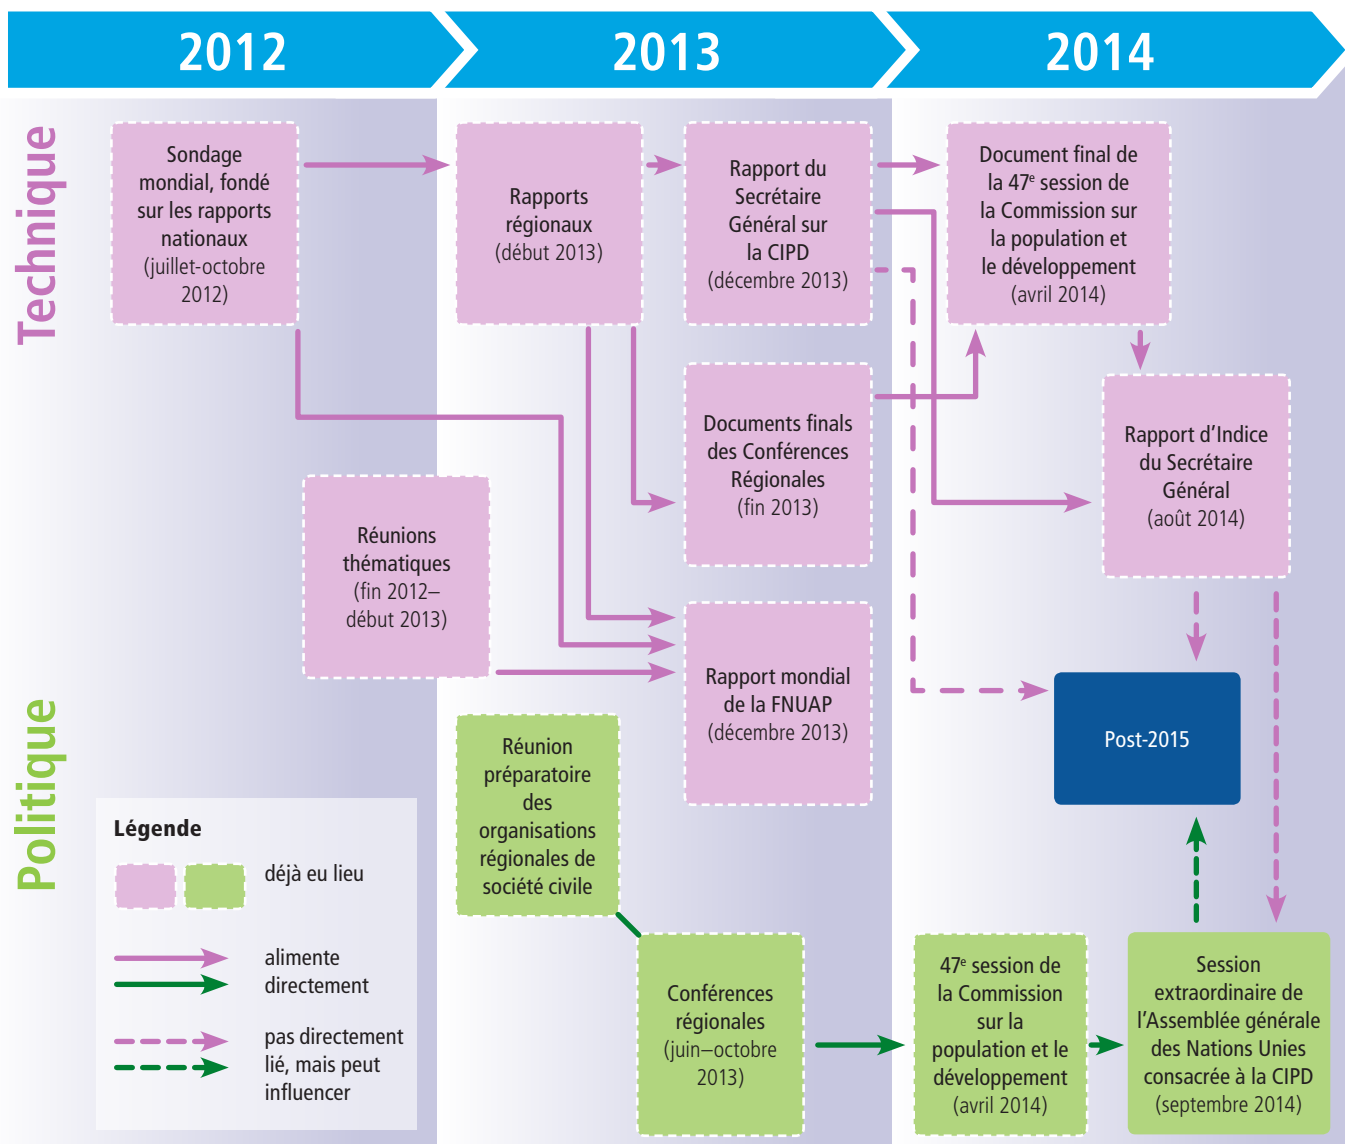 2012
2013
2014
Technique
Sondage
mondial, fondé
sur les rapports
nationaux
(juillet-octobre
2012)
Rapports
régionaux
(début 2013)
Rapport du
Secrétaire
Général sur
la CIPD
(décembre 2013)
Document final de
la 47e session de
la Commission sur
la population et
le développement
(avril 2014)
Documents finals
des Conférences
Régionales
(fin 2013)
Rapport d’Indice
du Secrétaire
Général
(août 2014)
Réunions
thématiques
(fin 2012–
début 2013)
Rapport mondial
de la FNUAP
(décembre 2013)
Post-2015
Politique
Réunion
préparatoire
des
organisations
régionales de
société civile
Conférences
régionales
(juin–octobre
2013)
47e session de
la Commission
sur la
population et le
développement
(avril 2014)
Session
extraordinaire de
l’Assemblée générale
des Nations Unies
consacrée à la CIPD
(septembre 2014)
Légende
déjà eu lieu
alimente
directement
pas directement
lié, mais peut
influencer